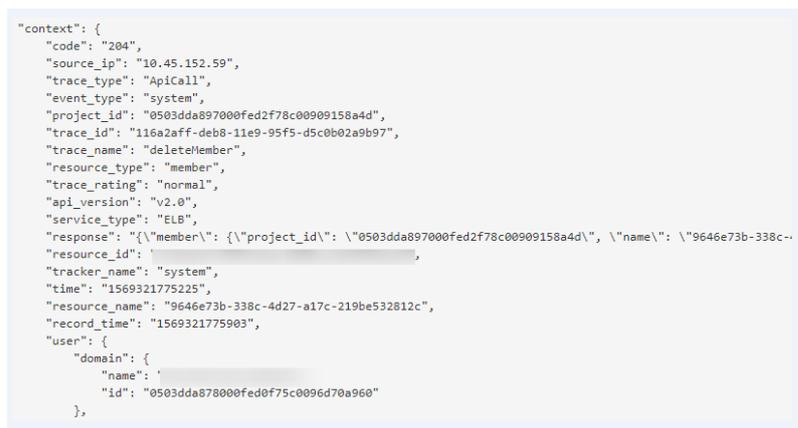 "context": {
"code": "204",
"source_ip": "10.45.152.59",
"trace_type": "ApiCall",
"event_type": "system",
"project_id": "0503dda897000fed2f78c00909158a4d",
"trace_id": "116a2aff-deb8-11e9-95f5-d5c0b02a9b97",
"trace_name": "deleteMember",
"resource_type": "member",
"trace_rating": "normal",
"api_version": "v2.0",
"service_type": "ELB",
"response": "{\"member\": {\"project_id\": \"0503dda897000fed2f78c00909158a4d\", \"name\": \"9646e73b-338c-4
"resource_id":
"tracker_name": "system",
"time": "1569321775225",
"resource_name": "9646e73b-338c-4d27-a17c-219be532812c",
"record_time": "1569321775903",
"user": {
"domain": {
"name":
"id": "0503dda878000fed0f75c0096d70a960"
},